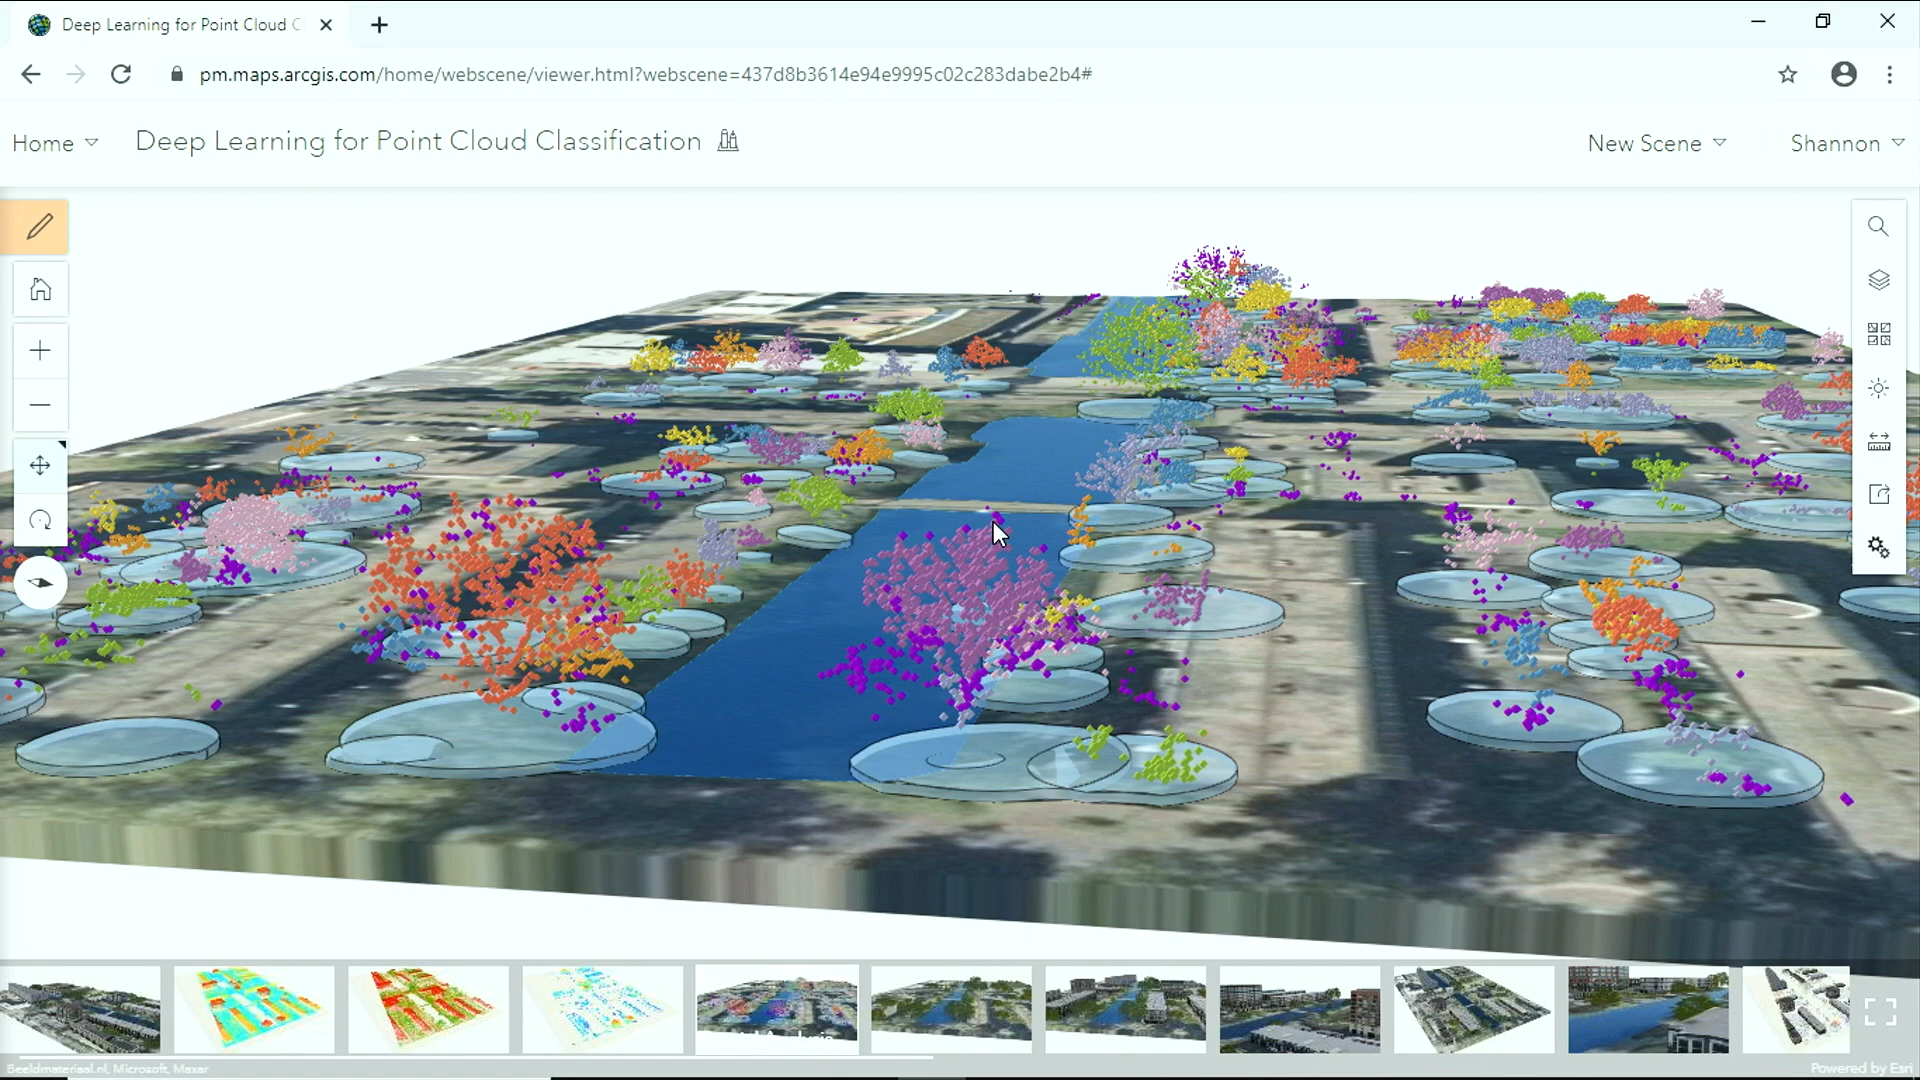 Deep Learning for Point Cloud C
pm.maps.arcgis.com/home/webscene/viewer.html?webscene=437d8b3614e94e9995c02c283dabe2b4#
Home
Deep Learning for Point Cloud Classification
New Scene
Shannon
Beeldmateriaal.nl, Microsoft, Maxar
Powered by Esri